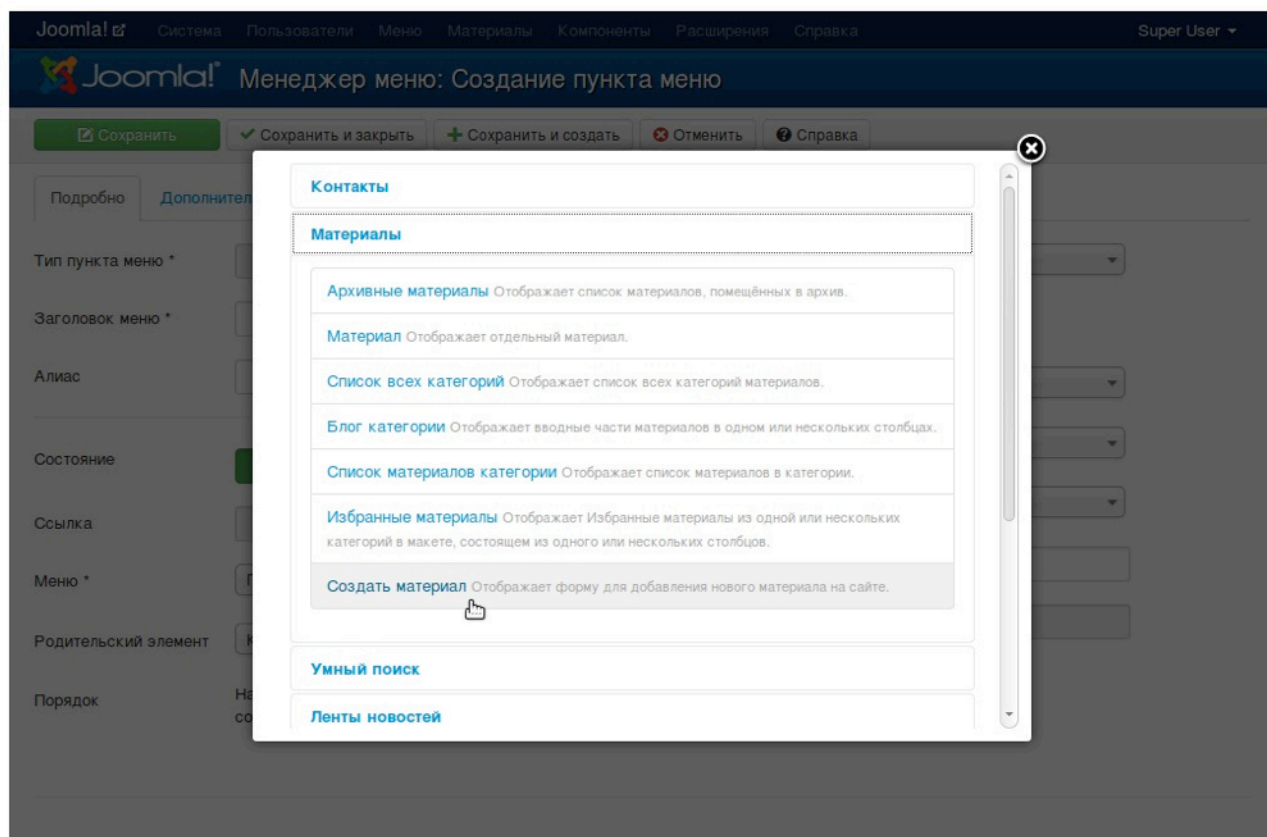 Joomla! Система Пользователи Меню Материалы Компоненты Расширения Справка Super User
Joomla! Менеджер меню: Создание пункта меню
Сохранить Сохранить и закрыть Сохранить и создать Отменить Справка
Подробно Дополнител
Контакты
Материалы
Тип пункта меню *
Архивные материалы Отображает список материалов, помещённых в архив.
Заголовок меню *
Материал Отображает отдельный материал.
Алиас
Список всех категорий Отображает список всех категорий материалов.
Блог категории Отображает вводные части материалов в одном или нескольких столбцах.
Состояние
Список материалов категории Отображает список материалов в категории.
Ссылка
Избранные материалы Отображает Избранные материалы из одной или нескольких
категорий в макете, состоящем из одного или нескольких столбцов.
Меню *
Создать материал Отображает форму для добавления нового материала на сайте.
Родительский элемент К
Умный поиск
Порядок На
со
Ленты новостей